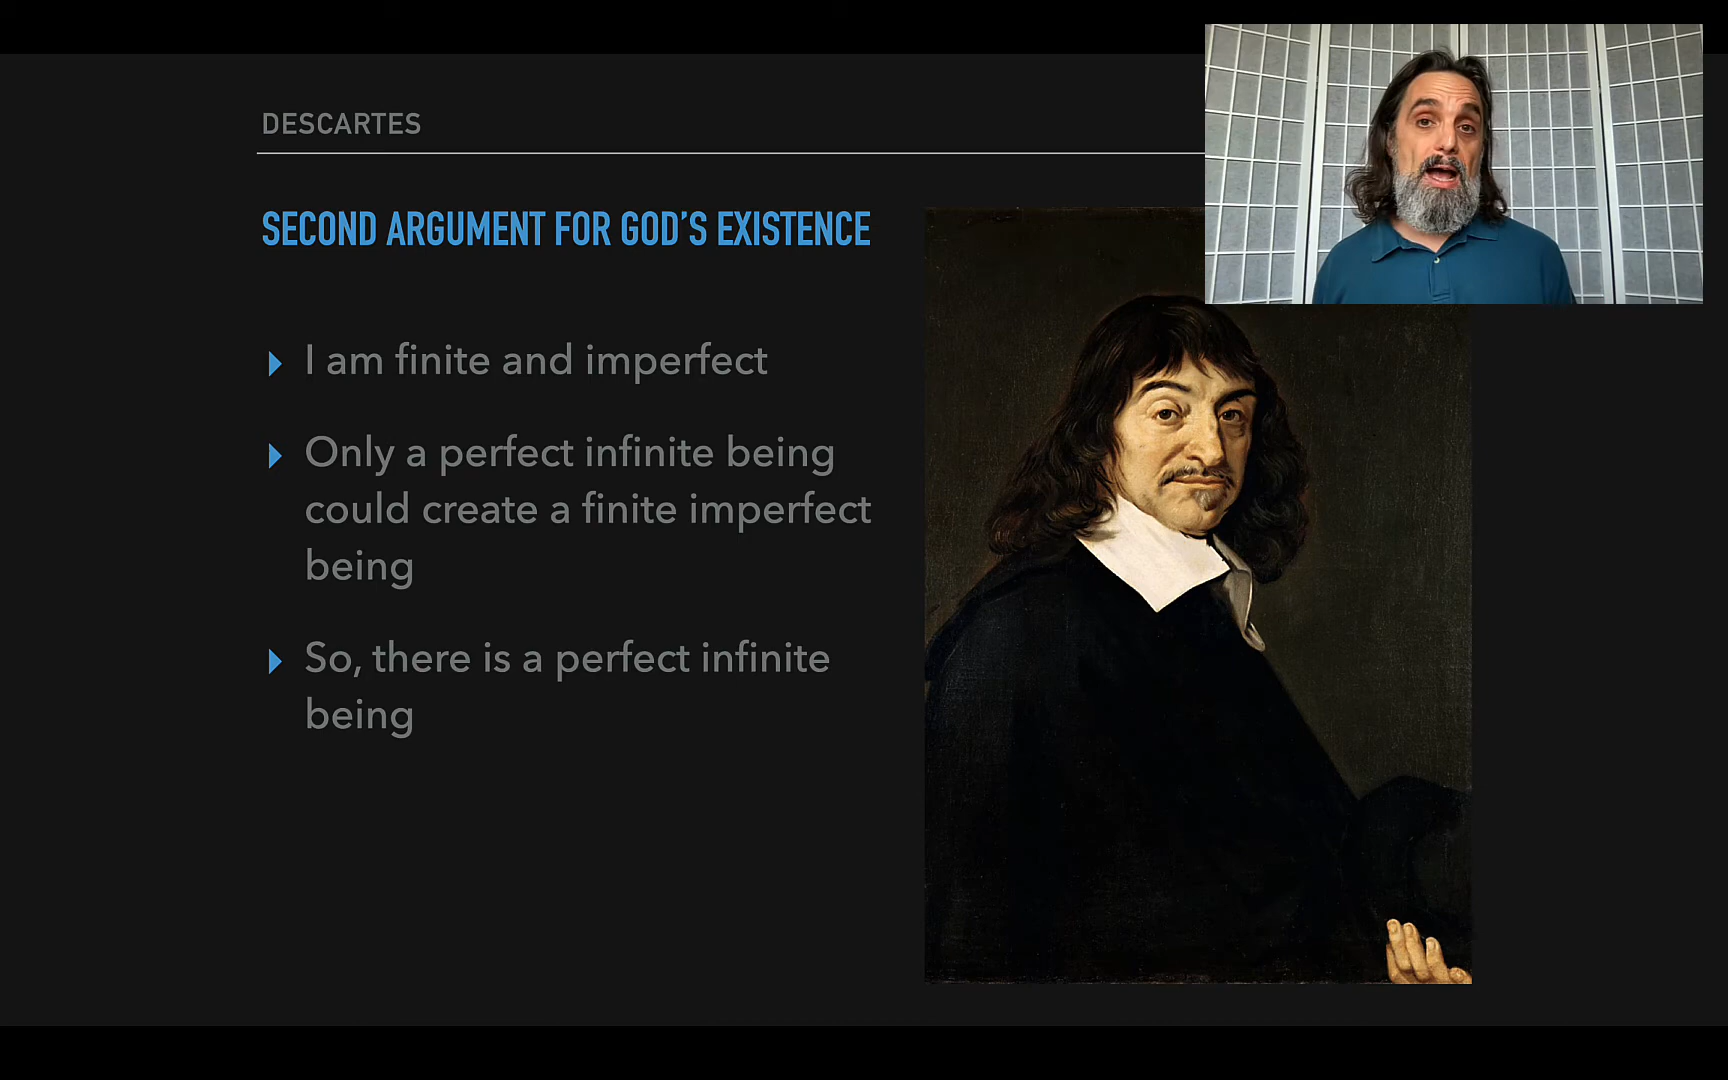 DESCARTES
SECOND ARGUMENT FOR GOD’S EXISTENCE
I am finite and imperfect
Only a perfect infinite being
could create a finite imperfect
being
So, there is a perfect infinite
being